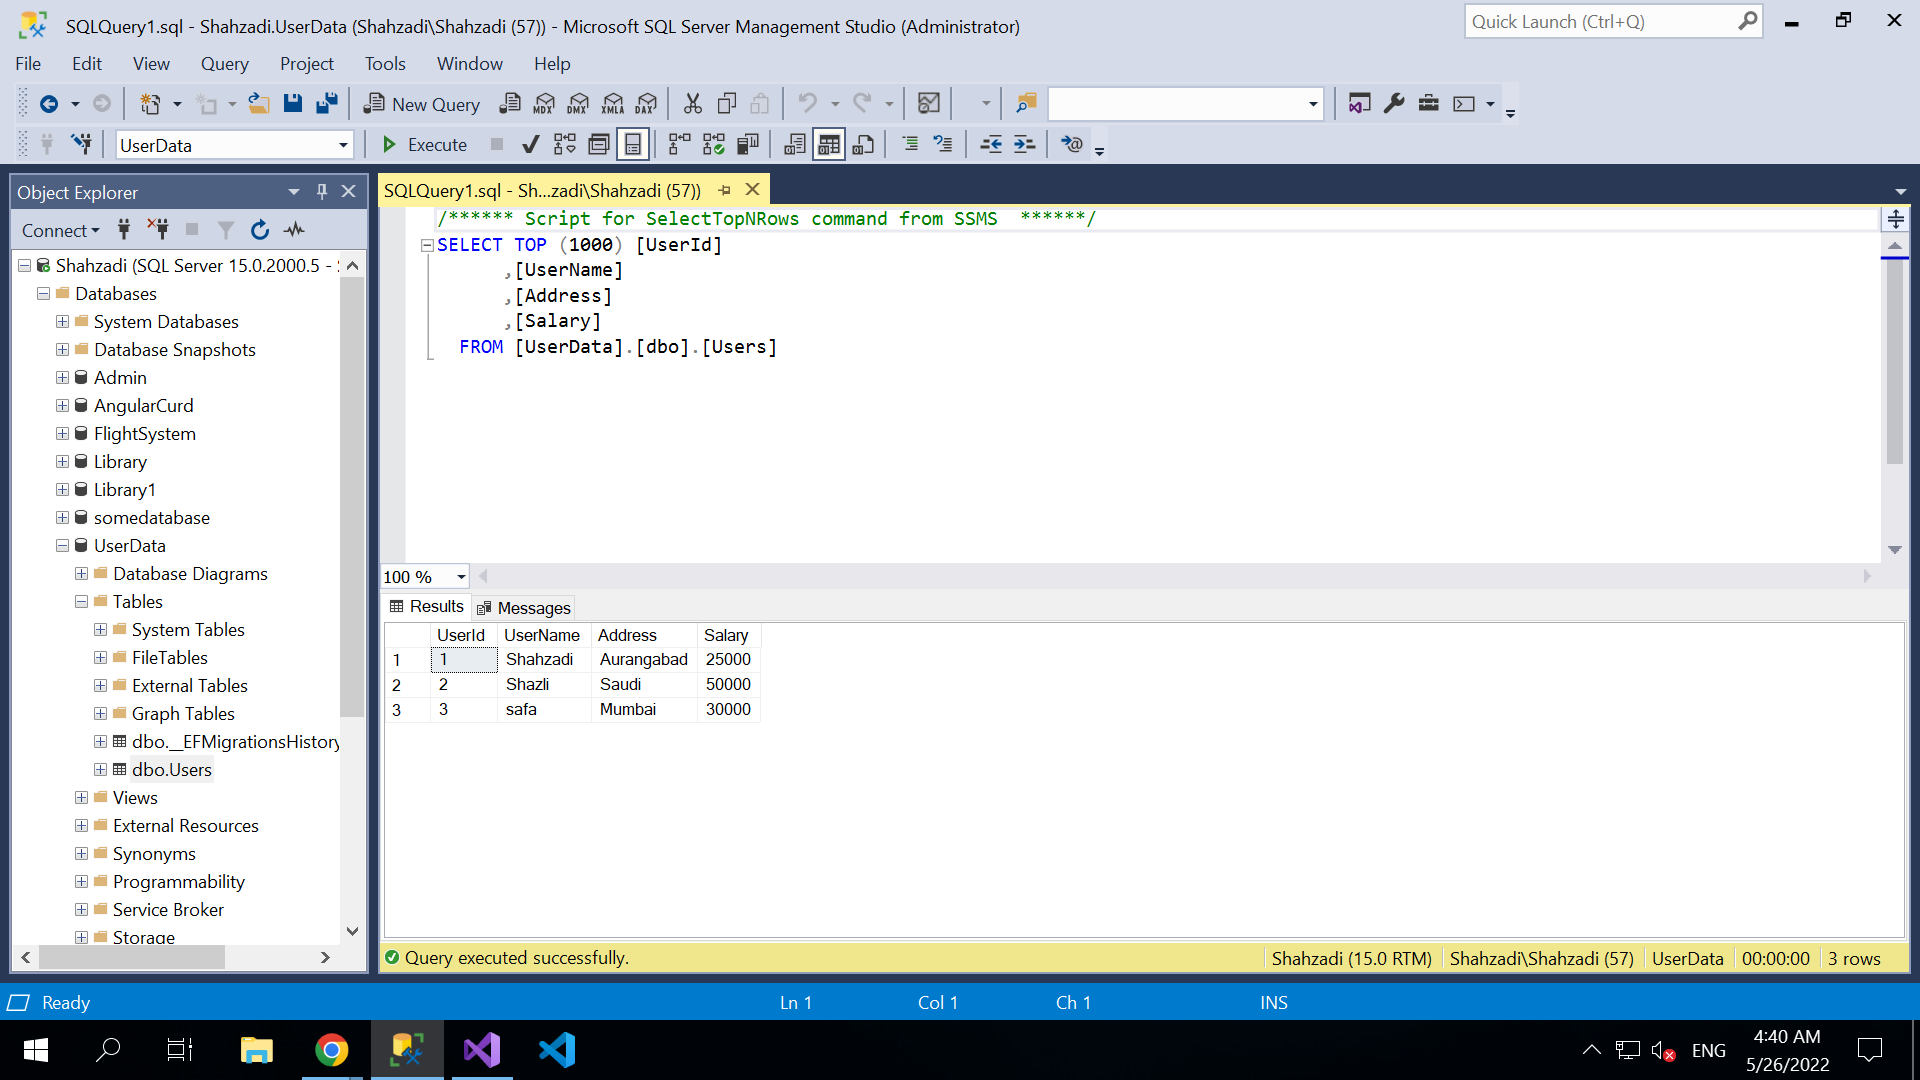 SQLQuery1.sql - Shahzadi.UserData (Shahzadi\Shahzadi (57)) - Microsoft SQL Server Management Studio (Administrator)
Quick Launch (Ctrl+Q)
File Edit View Query Project Tools Window Help
New Query MDX DMX XMLA DAX
UserData Execute
Object Explorer
Connect
Shahzadi (SQL Server 15.0.2000.5 -
Databases
System Databases
Database Snapshots
Admin
AngularCurd
FlightSystem
Library
Library1
somedatabase
UserData
Database Diagrams
Tables
System Tables
FileTables
External Tables
Graph Tables
dbo.__EFMigrationsHistory
dbo.Users
Views
External Resources
Synonyms
Programmability
Service Broker
Storage
SQLQuery1.sql - Sh...zadi\Shahzadi (57))
/****** Script for SelectTopNRows command from SSMS  ******/
SELECT TOP (1000) [UserId]
,[UserName]
,[Address]
,[Salary]
FROM [UserData].[dbo].[Users]
100 %
Results Messages
UserId UserName Address Salary
1 1 Shahzadi Aurangabad 25000
2 2 Shazli Saudi 50000
3 3 safa Mumbai 30000
Query executed successfully. Shahzadi (15.0 RTM) Shahzadi\Shahzadi (57) UserData 00:00:00 3 rows
Ready Ln 1 Col 1 Ch 1 INS
ENG
4:40 AM
5/26/2022